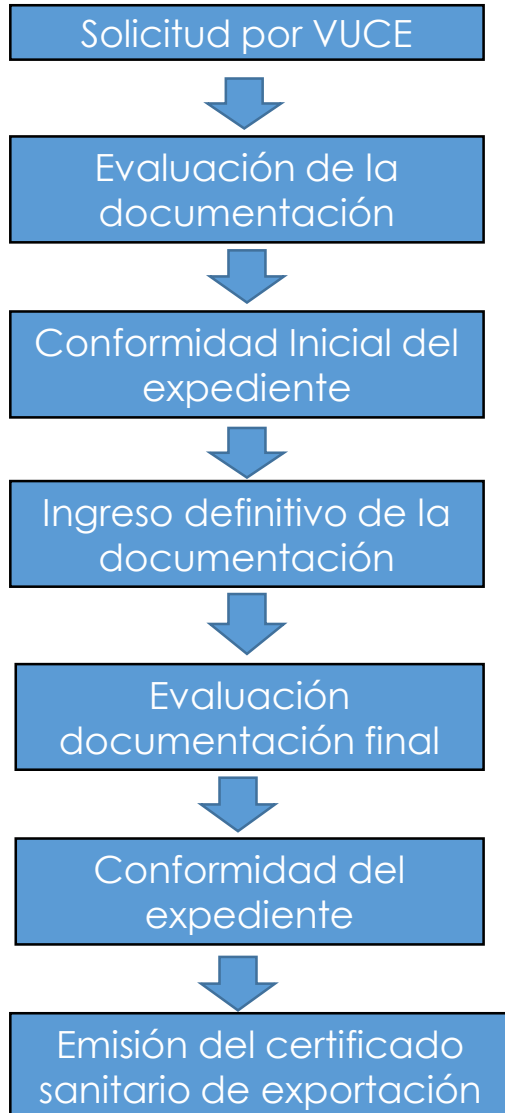 Solicitud por VUCE
Evaluación de la
documentación
Conformidad Inicial del
expediente
Ingreso definitivo de la
documentación
Evaluación
documentación final
Conformidad del
expediente
Emisión del certificado
sanitario de exportación